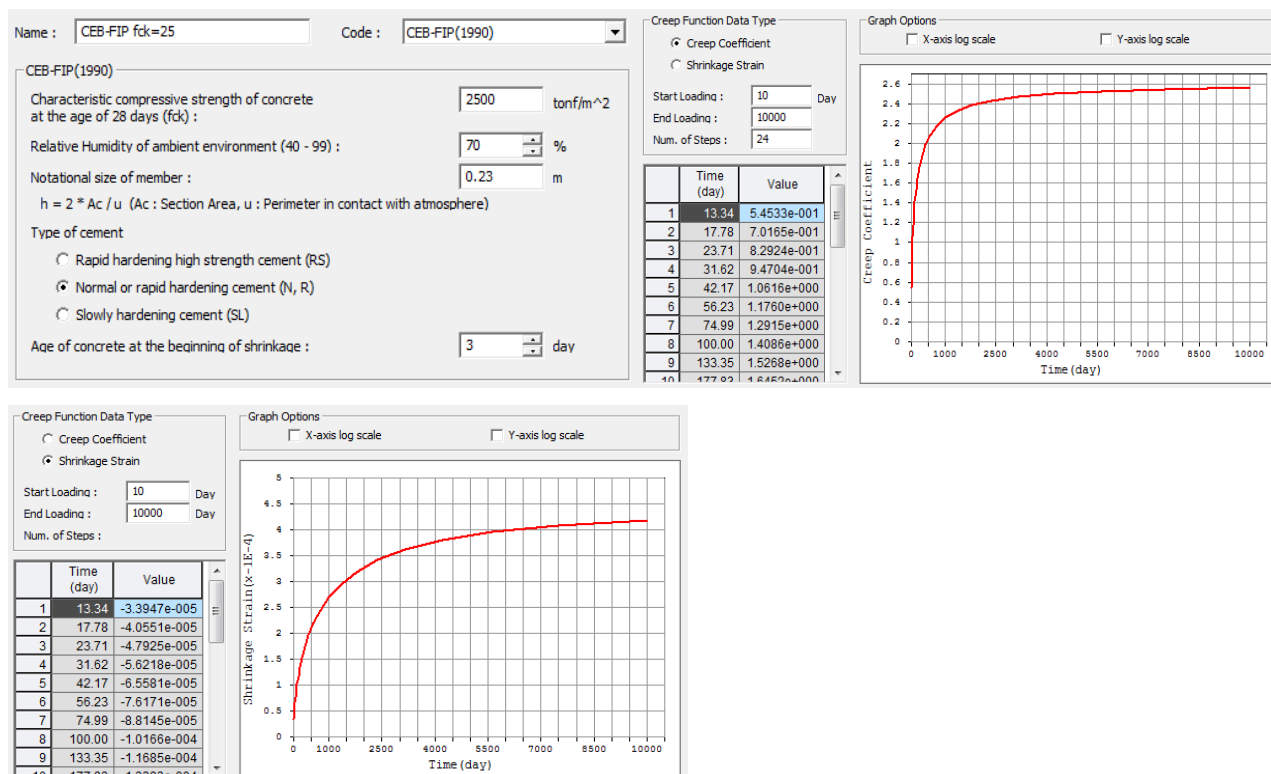 Name : CEB-FIP fck=25 Code : CEB-FIP(1990)
CEB-FIP(1990)
Characteristic compressive strength of concrete
at the age of 28 days (fck) : 2500 tonf/m^2
Relative Humidity of ambient environment (40 - 99) : 70 %
Notational size of member : 0.23 m
h = 2 * Ac / u (Ac : Section Area, u : Perimeter in contact with atmosphere)
Type of cement
Rapid hardening high strength cement (RS)
Normal or rapid hardening cement (N, R)
Slowly hardening cement (SL)
Age of concrete at the beginning of shrinkage : 3 day
Creep Function Data Type
Creep Coefficient
Shrinkage Strain
Start Loading : 10 Day
End Loading : 10000
Num. of Steps : 24
Time (day) Value
1 13.34 5.4533e-001
2 17.78 7.0165e-001
3 23.71 8.2924e-001
4 31.62 9.4704e-001
5 42.17 1.0616e+000
6 56.23 1.1760e+000
7 74.99 1.2915e+000
8 100.00 1.4086e+000
9 133.35 1.5268e+000
10 177.83 1.6452e+000
Graph Options
X-axis log scale Y-axis log scale
2.6
2.4
2.2
2
1.8
1.6
1.4
1.2
1
0.8
0.6
0.4
0.2
0
Creep Coefficient
0 1000 2500 4000 5500 7000 8500 10000
Time(day)
Creep Function Data Type
Creep Coefficient
Shrinkage Strain
Start Loading : 10 Day
End Loading : 10000 Day
Num. of Steps :
Time (day) Value
1 13.34 -3.3947e-005
2 17.78 -4.0551e-005
3 23.71 -4.7925e-005
4 31.62 -5.6218e-005
5 42.17 -6.5581e-005
6 56.23 -7.6171e-005
7 74.99 -8.8145e-005
8 100.00 -1.0166e-004
9 133.35 -1.1685e-004
Graph Options
X-axis log scale Y-axis log scale
5
4.5
4
3.5
3
2.5
2
1.5
1
0.5
0
Shrinkage Strain(x-1E-4)
0 1000 2500 4000 5500 7000 8500 10000
Time(day)